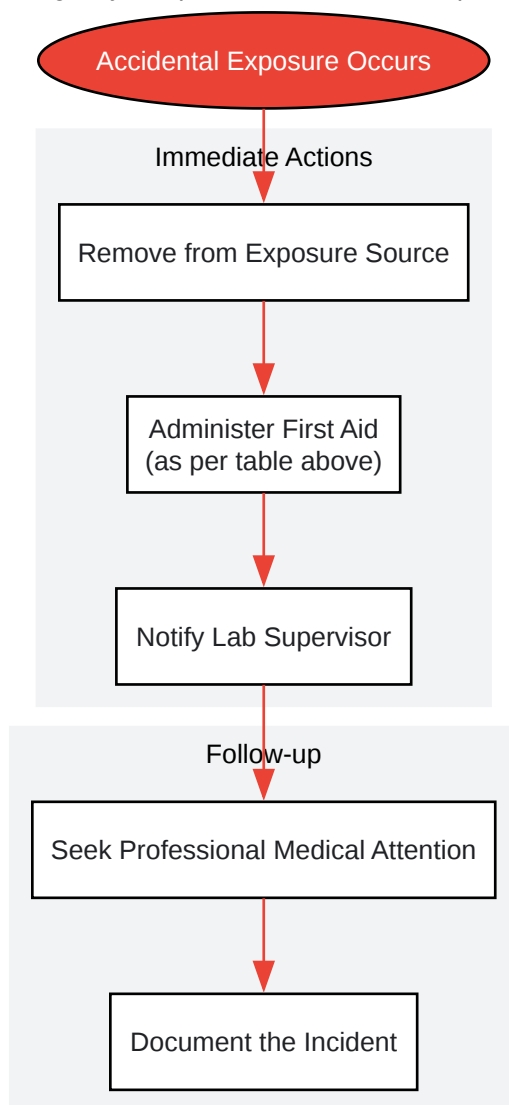 Accidental Exposure Occurs
Immediate Actions
Remove from Exposure Source
Administer First Aid
(as per table above)
Notify Lab Supervisor
Follow-up
Seek Professional Medical Attention
Document the Incident